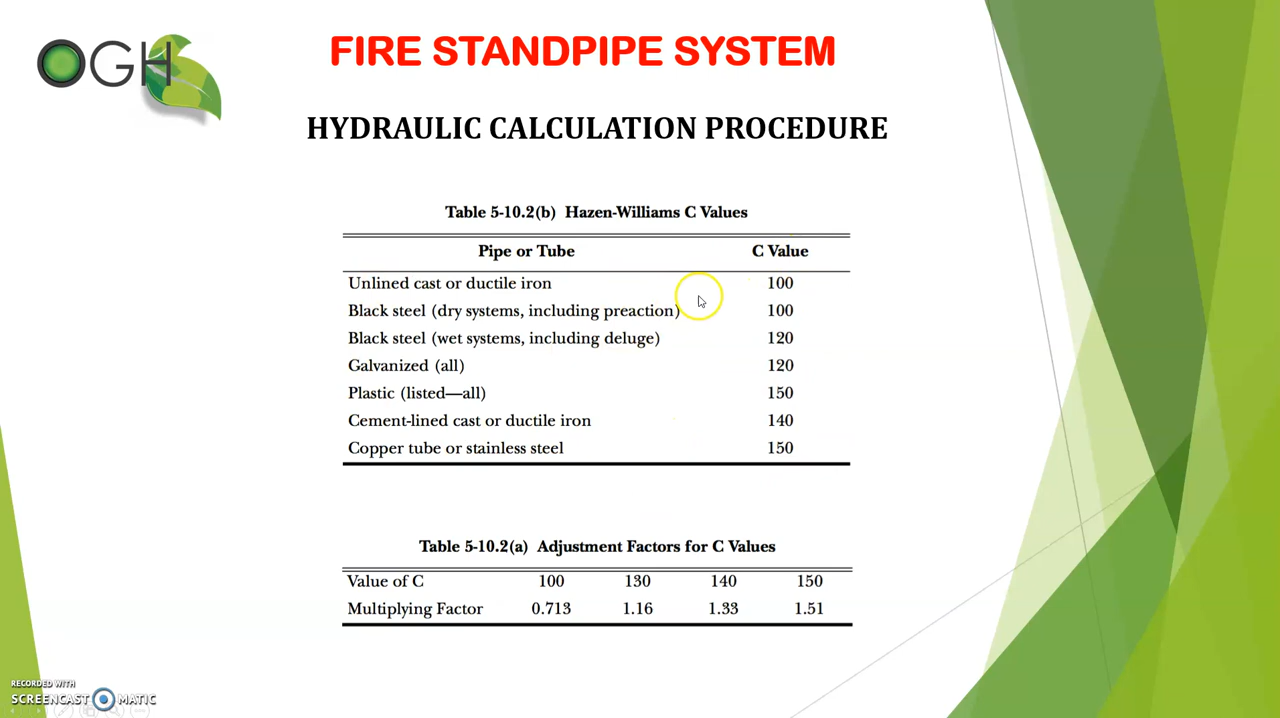 OGH
FIRE STANDPIPE SYSTEM
HYDRAULIC CALCULATION PROCEDURE
Table 5-10.2(b) Hazen-Williams C Values
Pipe or Tube C Value
Unlined cast or ductile iron 100
Black steel (dry systems, including preaction) 100
Black steel (wet systems, including deluge) 120
Galvanized (all) 120
Plastic (listed—all) 150
Cement-lined cast or ductile iron 140
Copper tube or stainless steel 150
Table 5-10.2(a) Adjustment Factors for C Values
Value of C 100 130 140 150
Multiplying Factor 0.713 1.16 1.33 1.51
RECORDED WITH
SCREENCAST MATIC